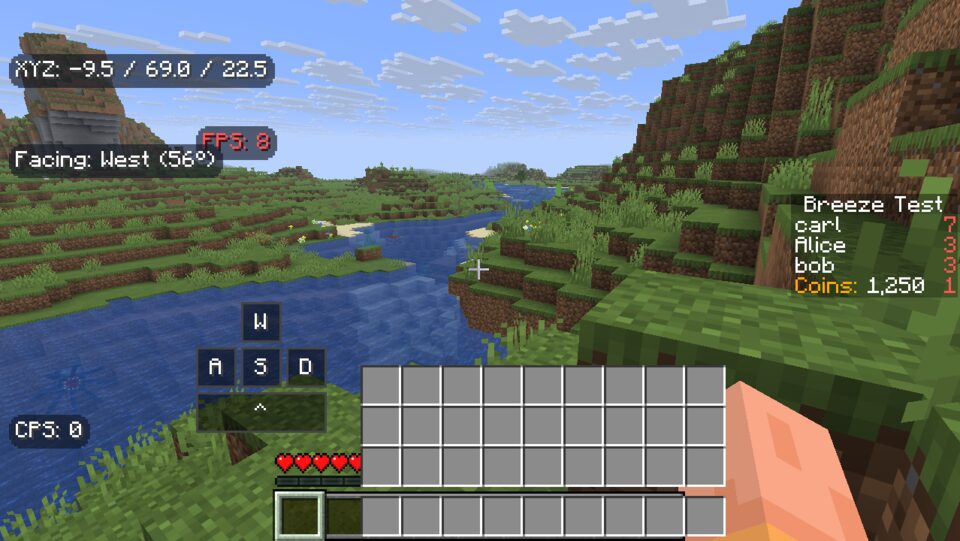 XYZ: -9.5 / 69.0 / 22.5
FPS: 8
Facing: West (56º)
Breeze Test
carl 7
Alice 3
bob 3
Coins: 1,250 1
W
A S D
^
CPS: 0